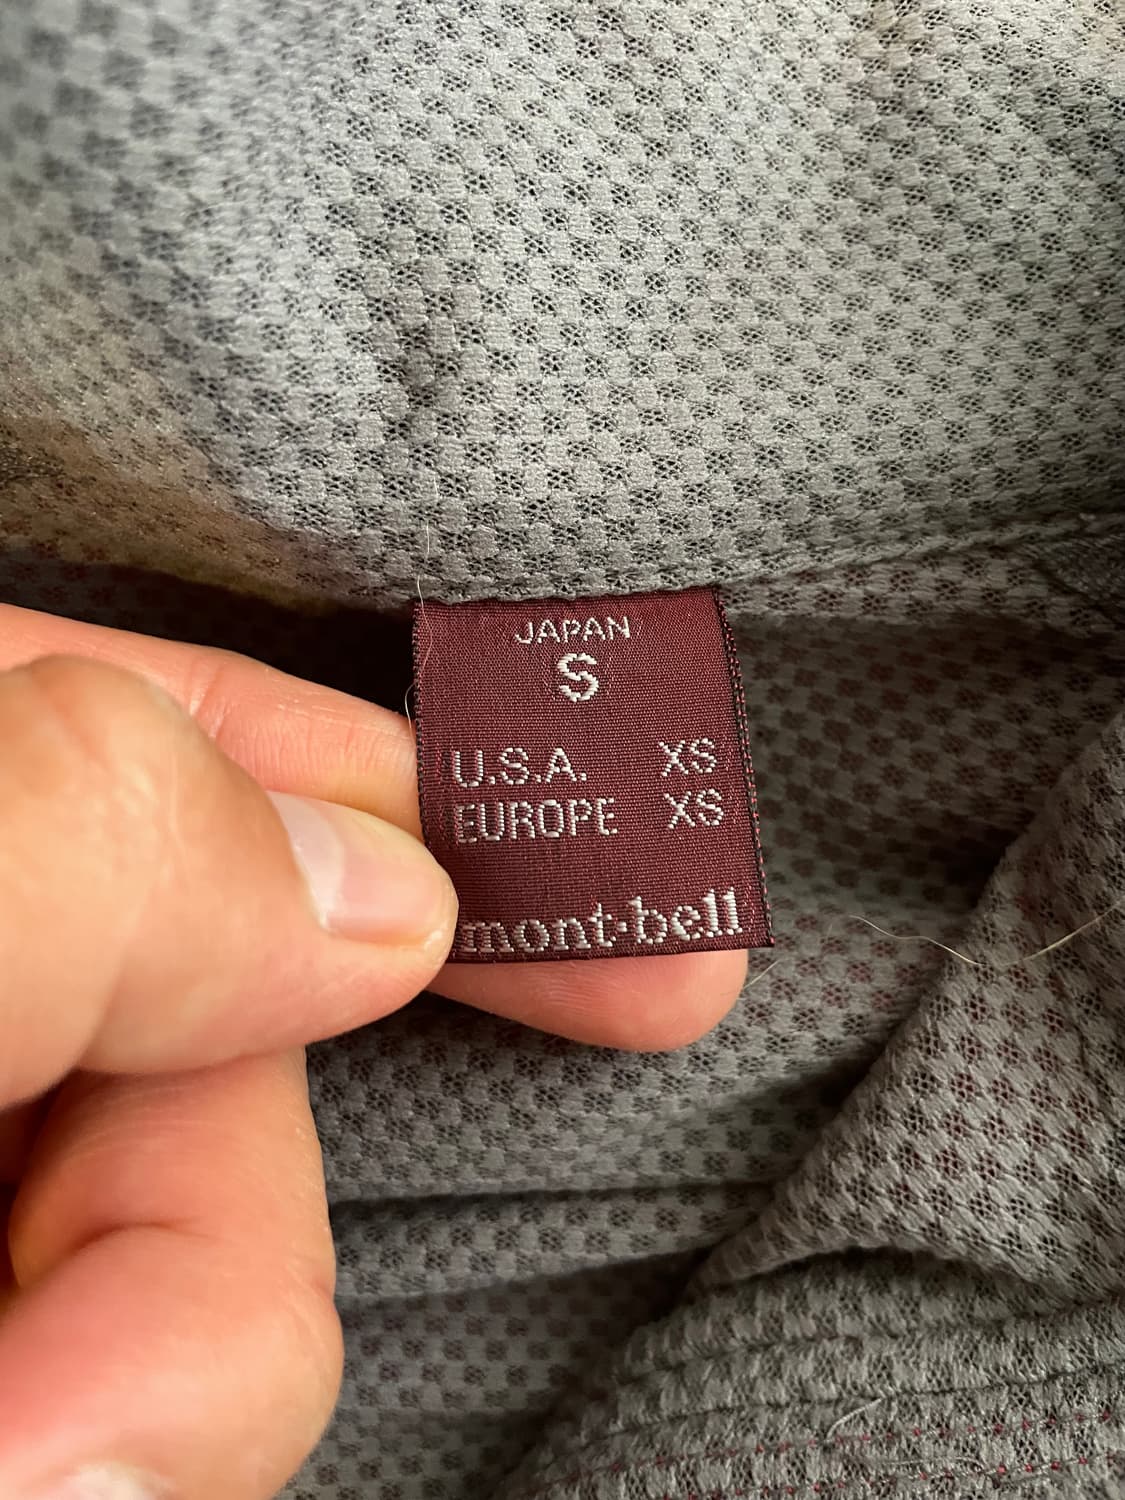 JAPAN
S
U.S.A. XS
EUROPE XS
mont-bell